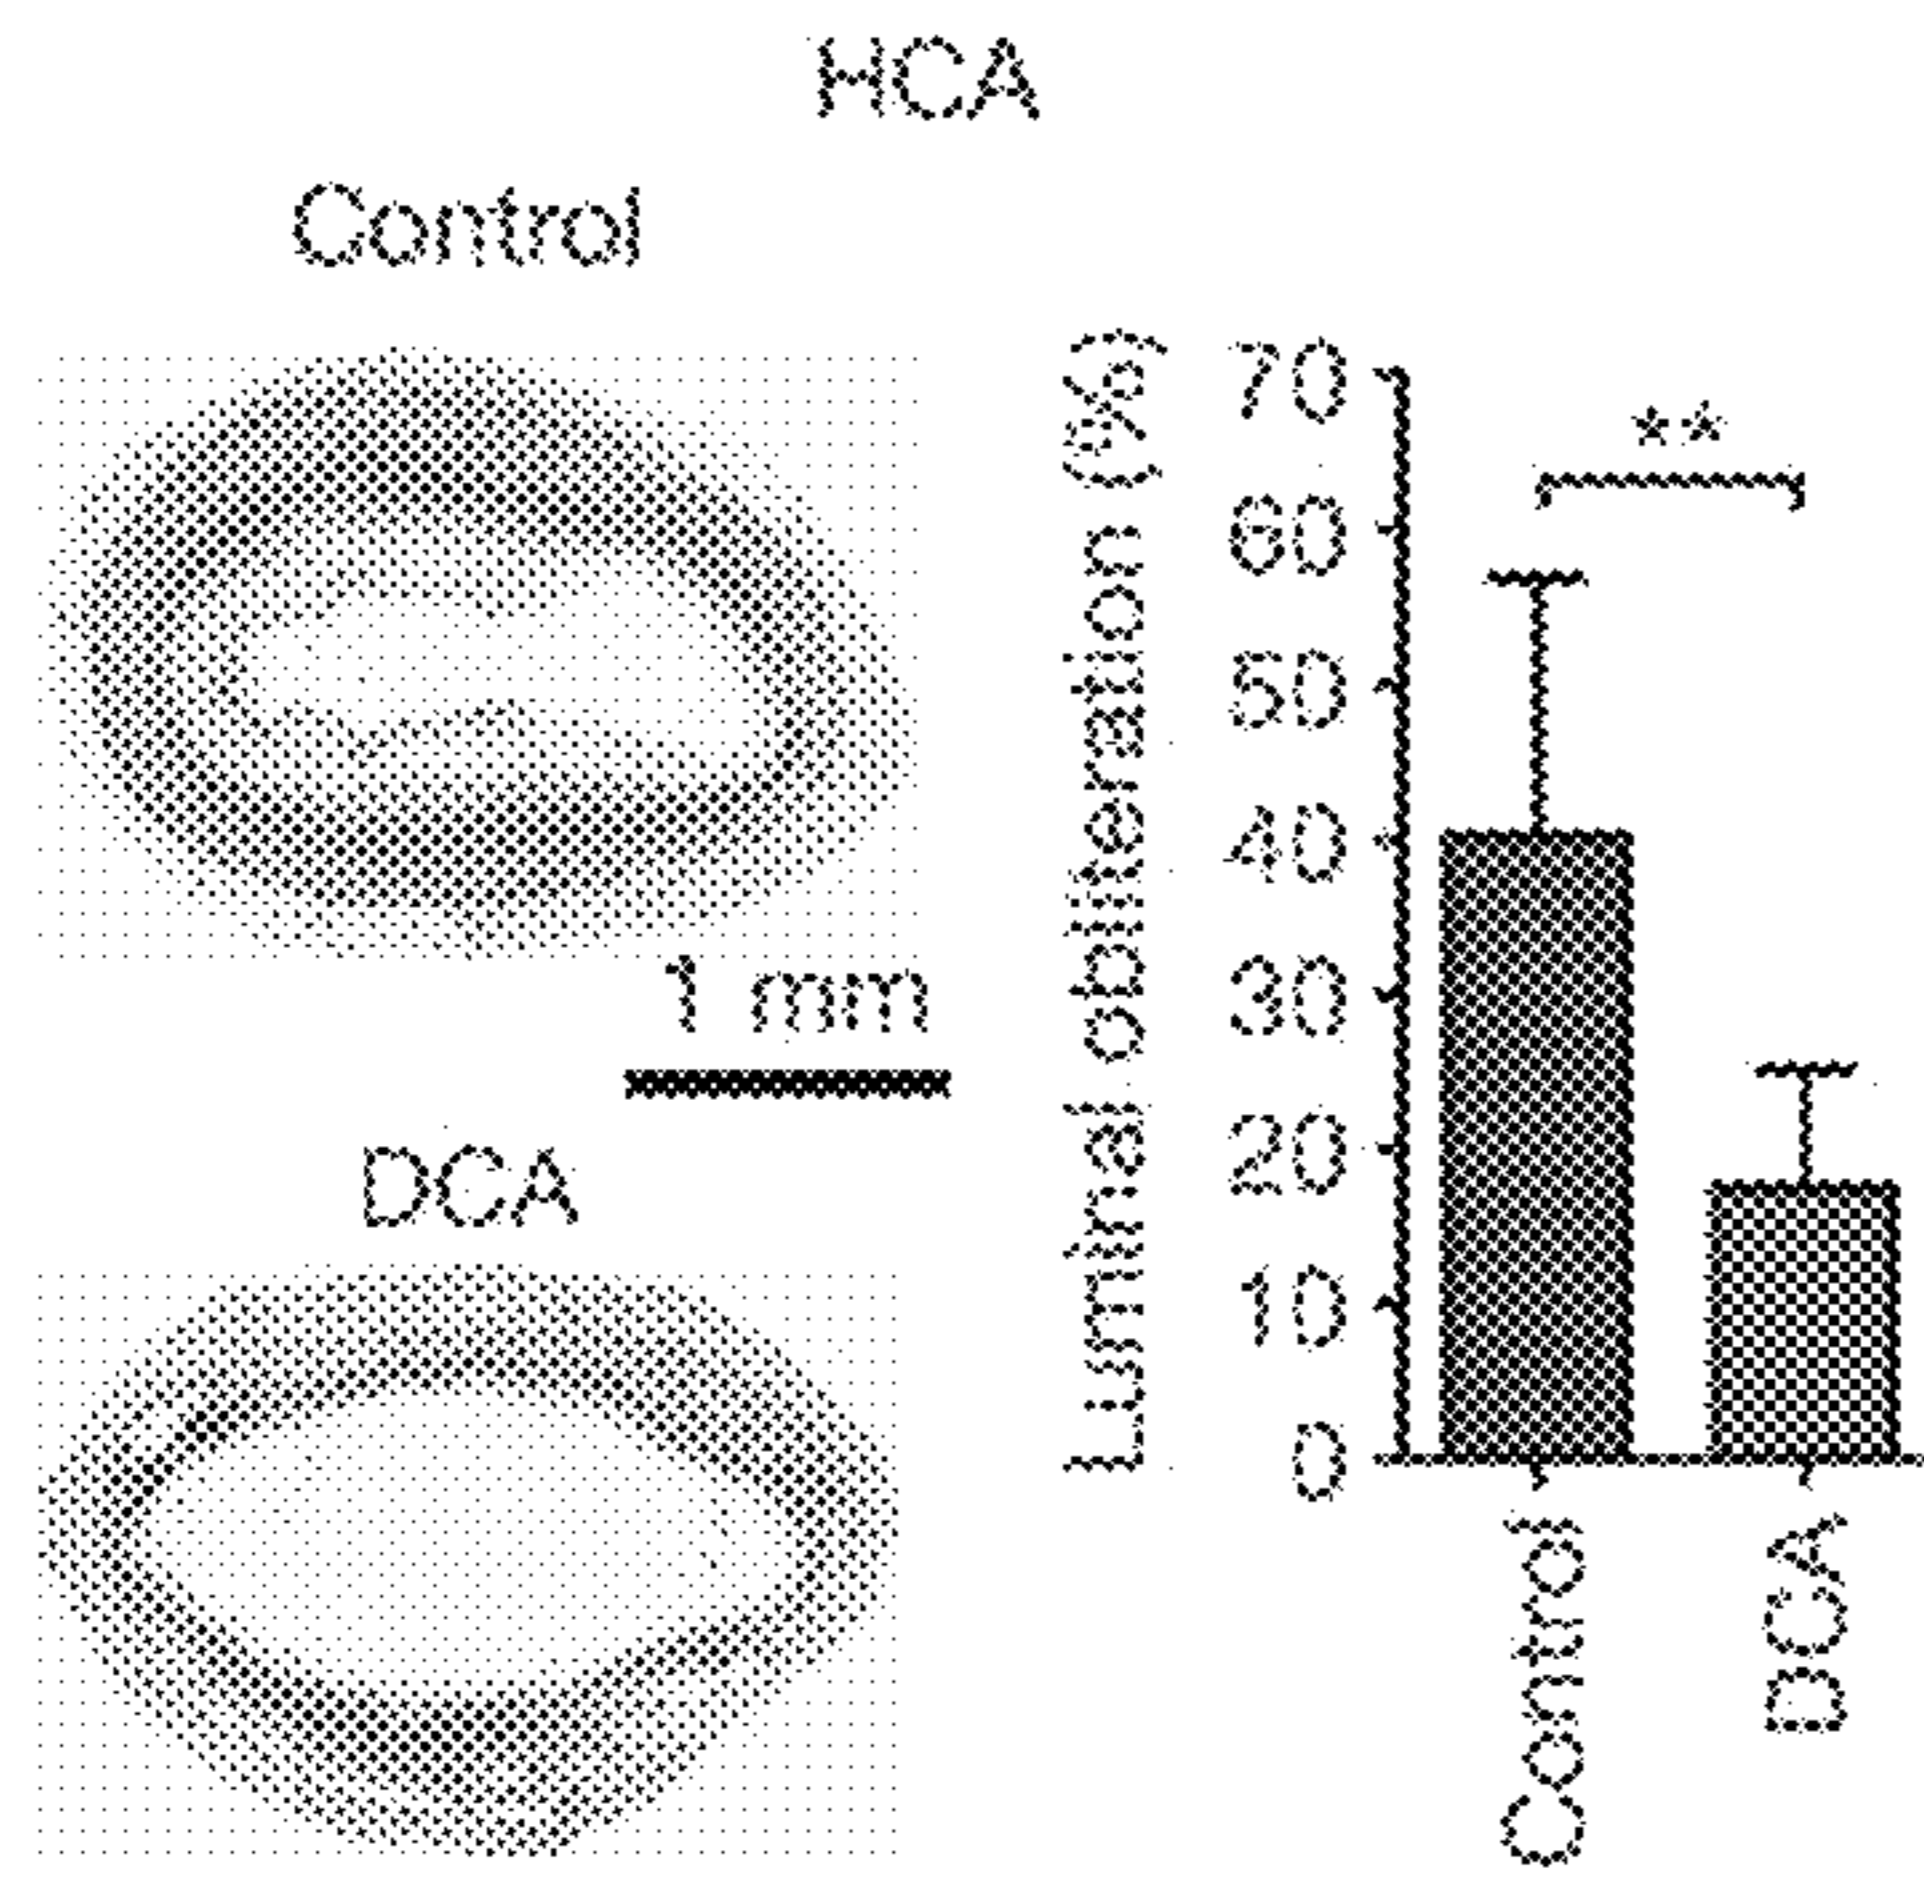 HCA
Control
1 mm
DCA
Luminal obliteration (%)
70
60
50
40
30
20
10
0
**
Control
DCA